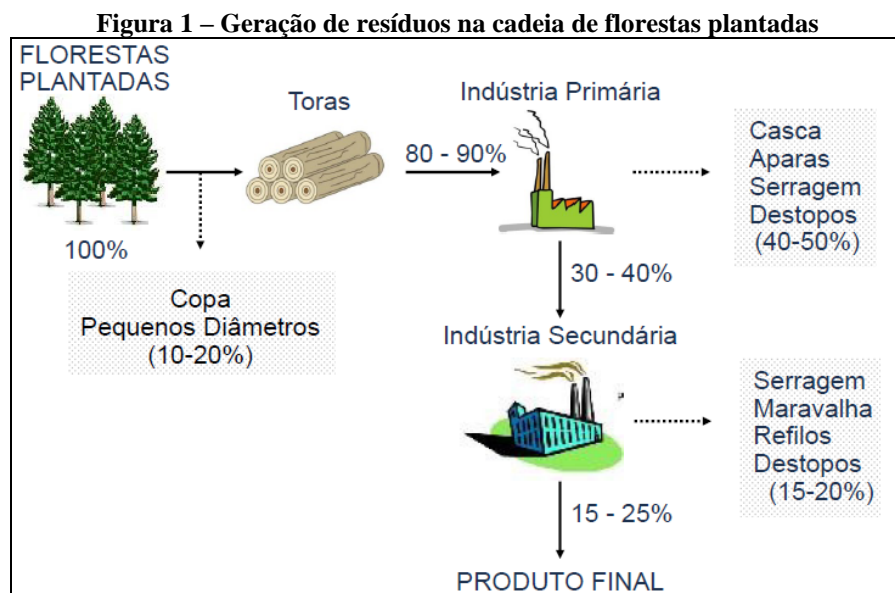 Figura 1 – Geração de resíduos na cadeia de florestas plantadas
FLORESTAS
PLANTADAS
Toras
Indústria Primária
80 - 90%
Casca
Aparas
Serragem
Destopos
(40-50%)
100%
Copa
Pequenos Diâmetros
(10-20%)
30 - 40%
Indústria Secundária
Serragem
Maravalha
Refilos
Destopos
(15-20%)
15 - 25%
PRODUTO FINAL